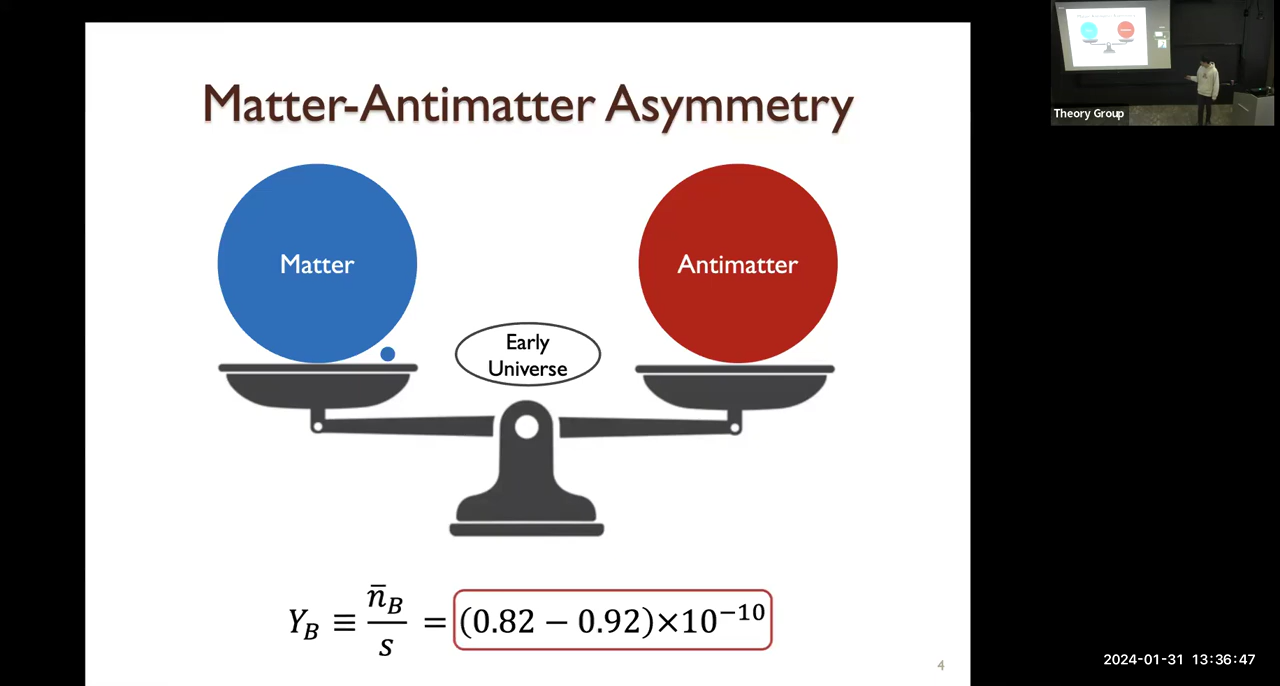 Matter-Antimatter Asymmetry
Matter
Antimatter
Early
Universe
Y_B ≡ n̄_B / s = (0.82 − 0.92)×10⁻¹⁰
4
Theory Group
2024-01-31 13:36:47